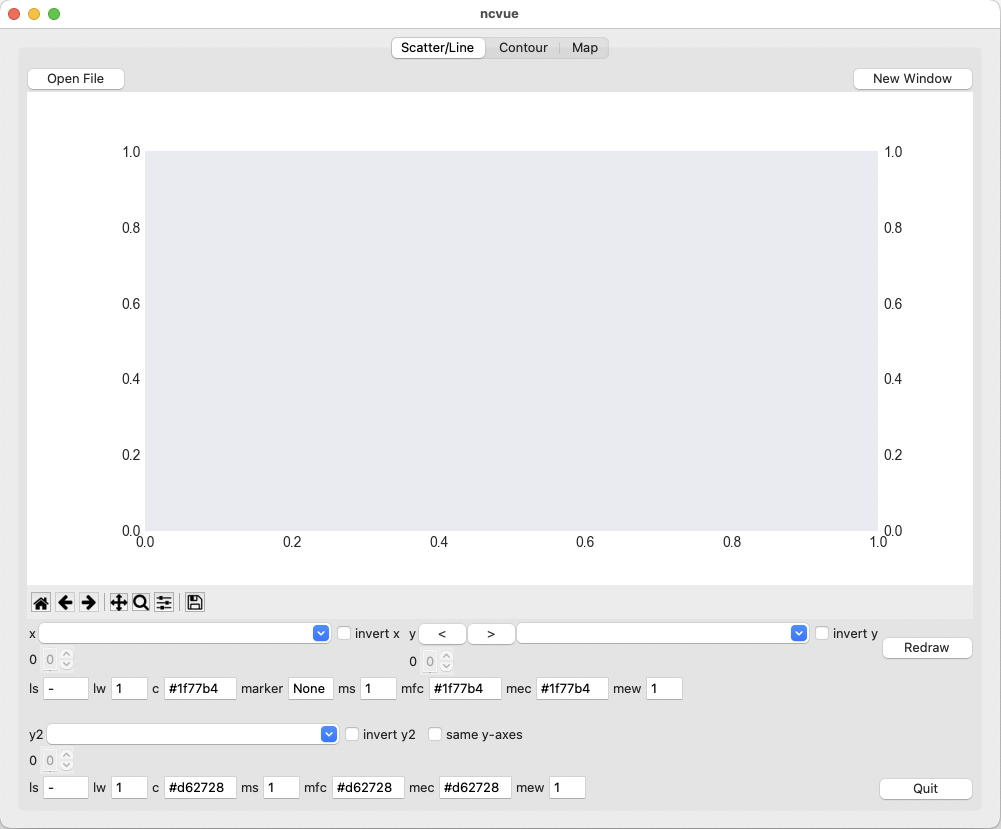 ncvue
Scatter/Line Contour Map
Open File New Window
1.0 1.0
0.8 0.8
0.6 0.6
0.4 0.4
0.2 0.2
0.0 0.0
0.0 0.2 0.4 0.6 0.8 1.0
x invert x y < > invert y
Redraw
0 0 0 0
ls - lw 1 c #1f77b4 marker None ms 1 mfc #1f77b4 mec #1f77b4 mew 1
y2 invert y2 same y-axes
0 0
ls - lw 1 c #d62728 ms 1 mfc #d62728 mec #d62728 mew 1 Quit